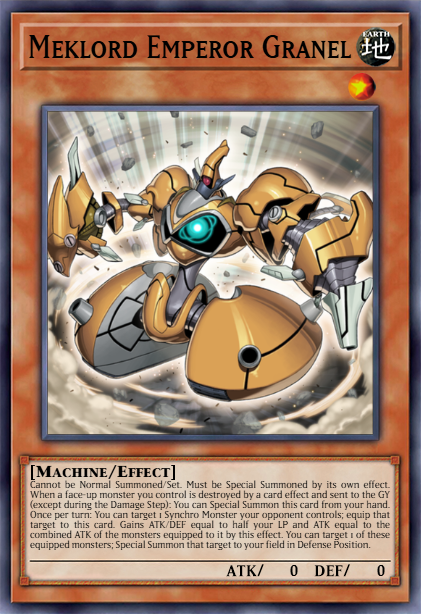 Meklord Emperor Granel
EARTH
地
[Machine/Effect]
Cannot be Normal Summoned/Set. Must be Special Summoned by its own effect.
When a face-up monster you control is destroyed by a card effect and sent to the GY
(except during the Damage Step): You can Special Summon this card from your hand.
Once per turn: You can target 1 Synchro Monster your opponent controls; equip that
target to this card. Gains ATK/DEF equal to half your LP and ATK equal to the
combined ATK of the monsters equipped to it by this effect. You can target 1 of these
equipped monsters; Special Summon that target to your field in Defense Position.
ATK/ 0 DEF/ 0